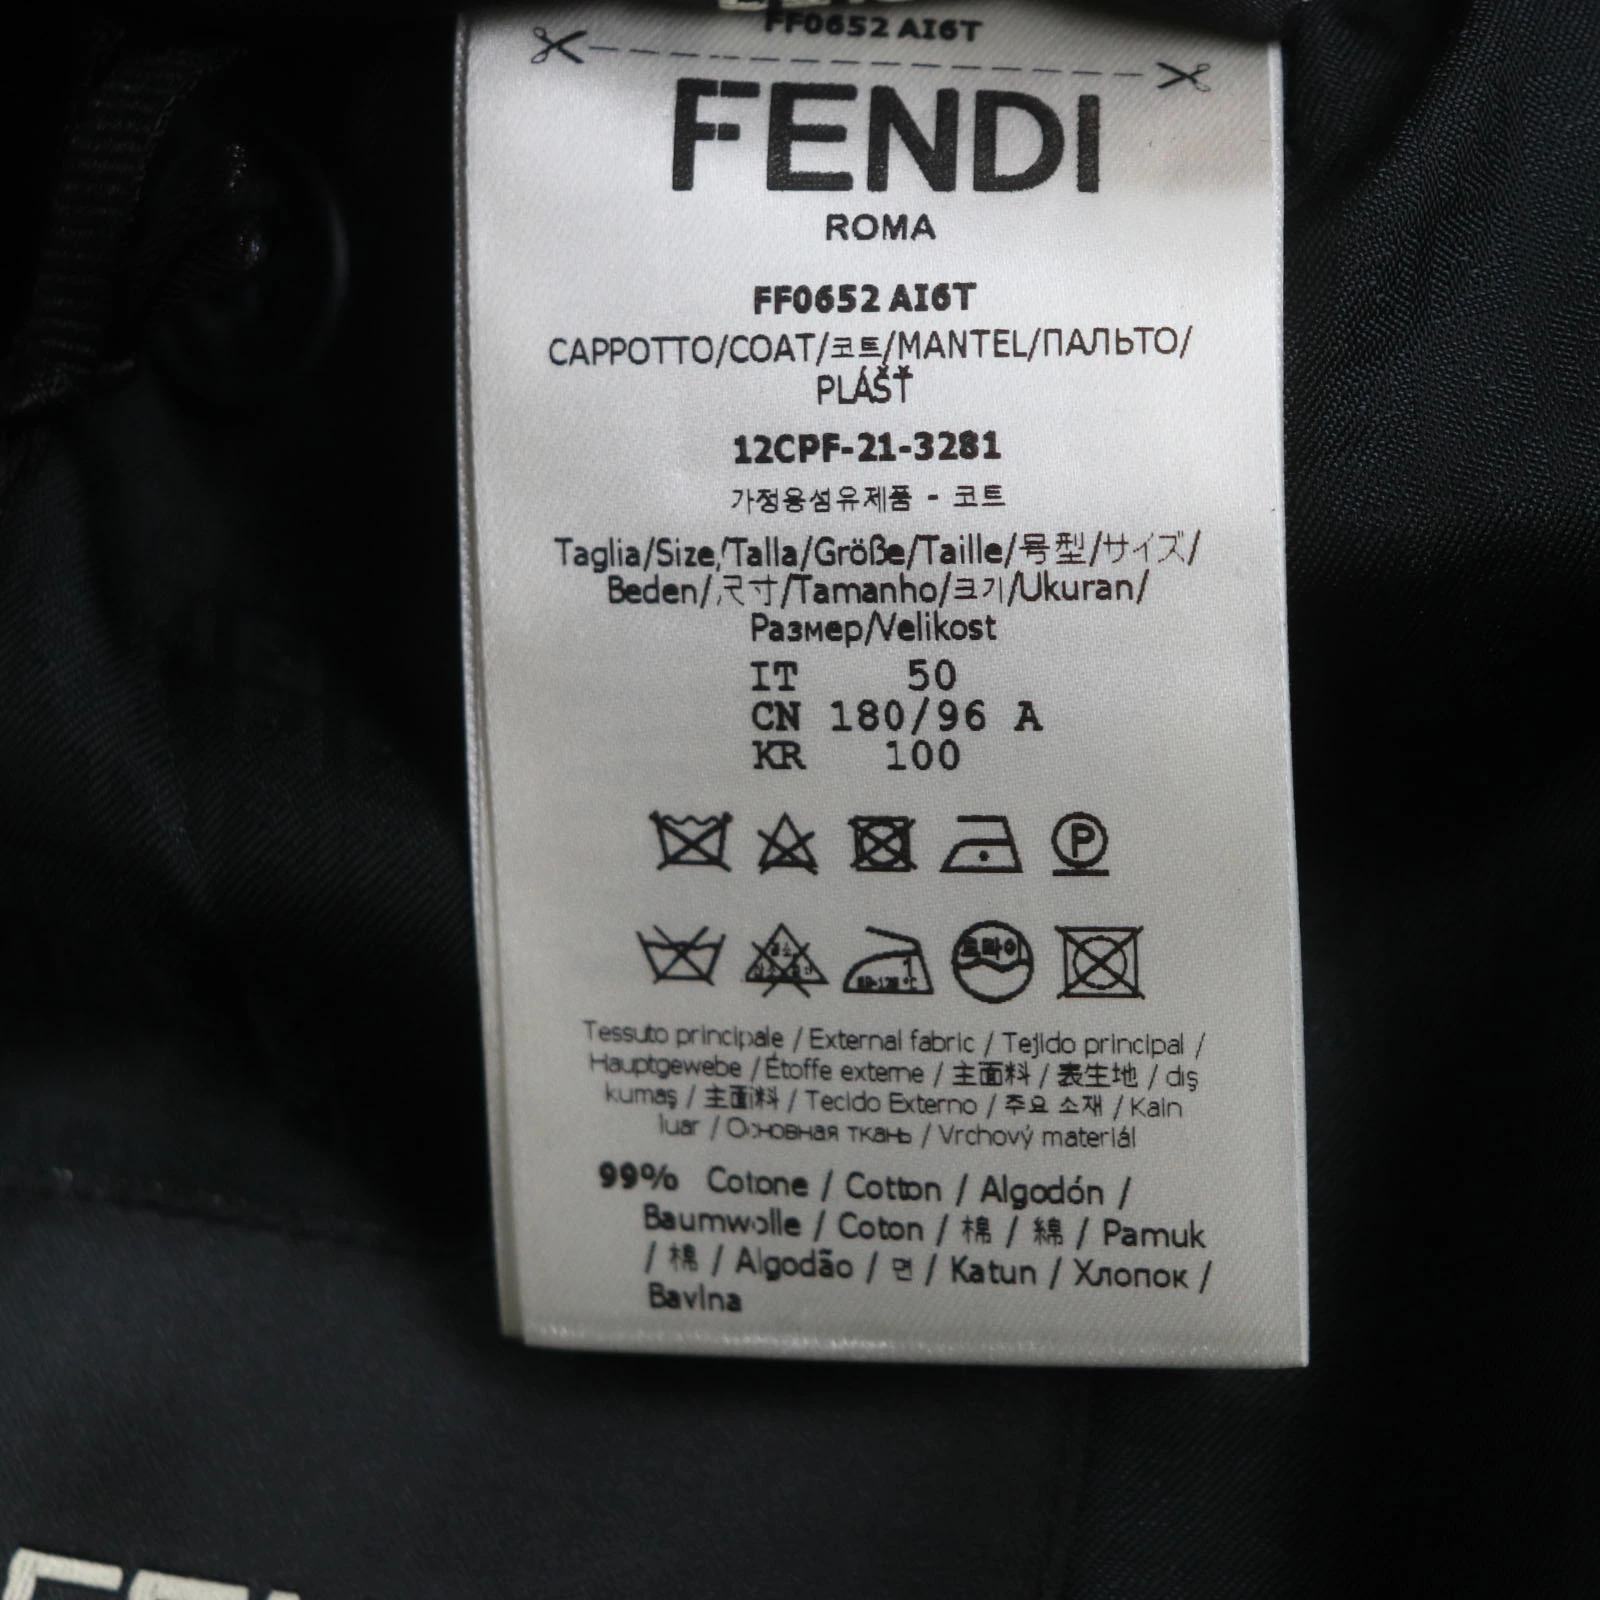 FF0652 AI6T
FENDI
ROMA
FF0652 AI6T
CAPPOTTO/COAT/코트/MANTEL/ПАЛЬТО/
PLÁŠŤ
12CPF-21-3281
가정용섬유제품 - 코트
Taglia/Size/Talla/Größe/Taille/号型/サイズ/
Beden/尺寸/Tamanho/크기/Ukuran/
Размер/Velikost
IT 50
CN 180/96 A
KR 100
P
드라이
Tessuto principale / External fabric / Tejido principal /
Hauptgewebe / Étoffe externe / 主面料 / 表生地 / dış
kumaş / 主面料 / Tecido Externo / 주요 소재 / Kain
luar / Основная ткань / Vrchový materiál
99% Cotone / Cotton / Algodón /
Baumwolle / Coton / 棉 / 綿 / Pamuk
/ 棉 / Algodão / 면 / Katun / Хлопок /
Bavlna